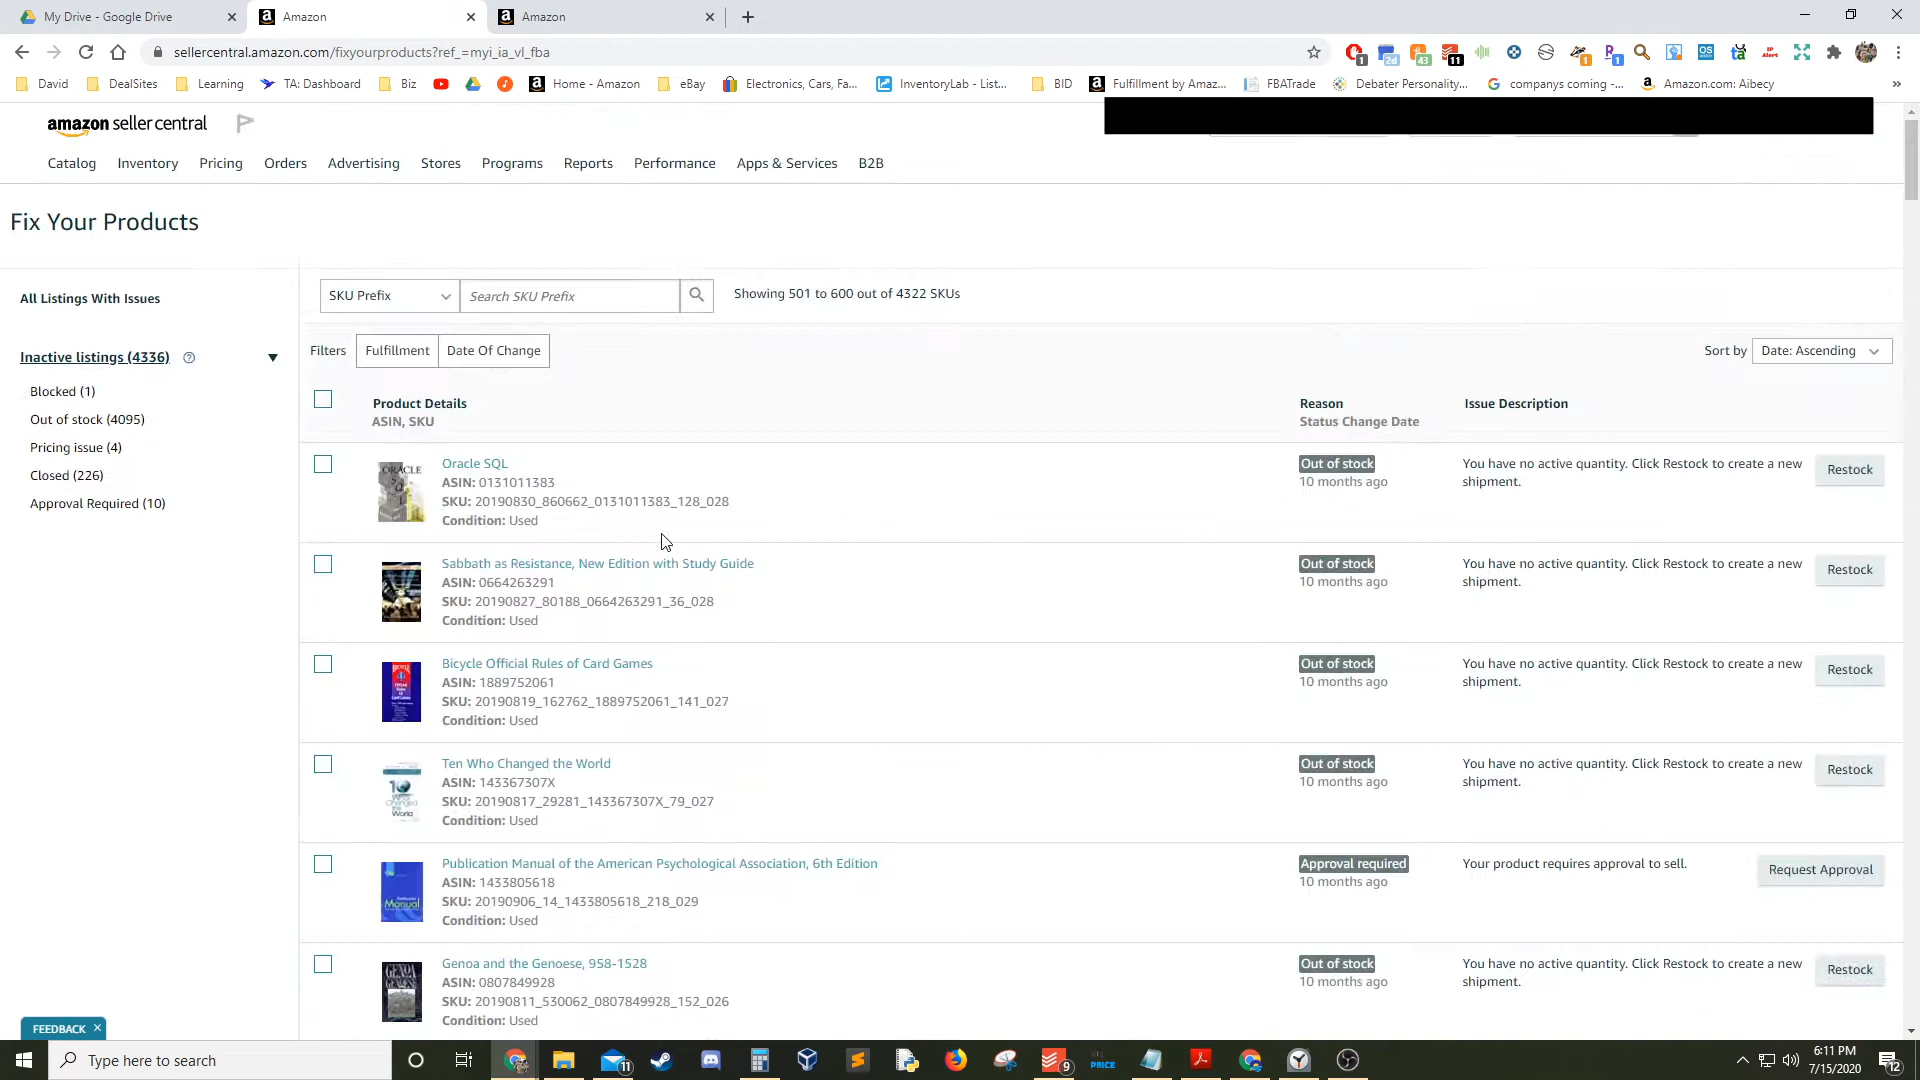 My Drive - Google Drive
Amazon
Amazon
sellercentral.amazon.com/fixyourproducts?ref_=myi_ia_vl_fba
1
2d
43
11
OS
1
1
IP Alert
David
DealSites
Learning
TA: Dashboard
Biz
Home - Amazon
eBay
Electronics, Cars, Fa...
InventoryLab - List...
BID
Fulfillment by Amaz...
FBATrade
Debater Personality...
companys coming -...
Amazon.com: Aibecy
»
amazon seller central
Catalog
Inventory
Pricing
Orders
Advertising
Stores
Programs
Reports
Performance
Apps & Services
B2B
Fix Your Products
All Listings With Issues
Inactive listings (4336)
Blocked (1)
Out of stock (4095)
Pricing issue (4)
Closed (226)
Approval Required (10)
SKU Prefix
Search SKU Prefix
Showing 501 to 600 out of 4322 SKUs
Filters
Fulfillment
Date Of Change
Sort by
Date: Ascending
Product Details
ASIN, SKU
Reason
Status Change Date
Issue Description
Oracle SQL
ASIN: 0131011383
SKU: 20190830_860662_0131011383_128_028
Condition: Used
Out of stock
10 months ago
You have no active quantity. Click Restock to create a new
shipment.
Restock
Sabbath as Resistance, New Edition with Study Guide
ASIN: 0664263291
SKU: 20190827_80188_0664263291_36_028
Condition: Used
Out of stock
10 months ago
You have no active quantity. Click Restock to create a new
shipment.
Restock
Bicycle Official Rules of Card Games
ASIN: 1889752061
SKU: 20190819_162762_1889752061_141_027
Condition: Used
Out of stock
10 months ago
You have no active quantity. Click Restock to create a new
shipment.
Restock
Ten Who Changed the World
ASIN: 143367307X
SKU: 20190817_29281_143367307X_79_027
Condition: Used
Out of stock
10 months ago
You have no active quantity. Click Restock to create a new
shipment.
Restock
Publication Manual of the American Psychological Association, 6th Edition
ASIN: 1433805618
SKU: 20190906_14_1433805618_218_029
Condition: Used
Approval required
10 months ago
Your product requires approval to sell.
Request Approval
Genoa and the Genoese, 958-1528
ASIN: 0807849928
SKU: 20190811_530062_0807849928_152_026
Condition: Used
Out of stock
10 months ago
You have no active quantity. Click Restock to create a new
shipment.
Restock
FEEDBACK
Type here to search
11
9
PRICE
6:11 PM
7/15/2020
12